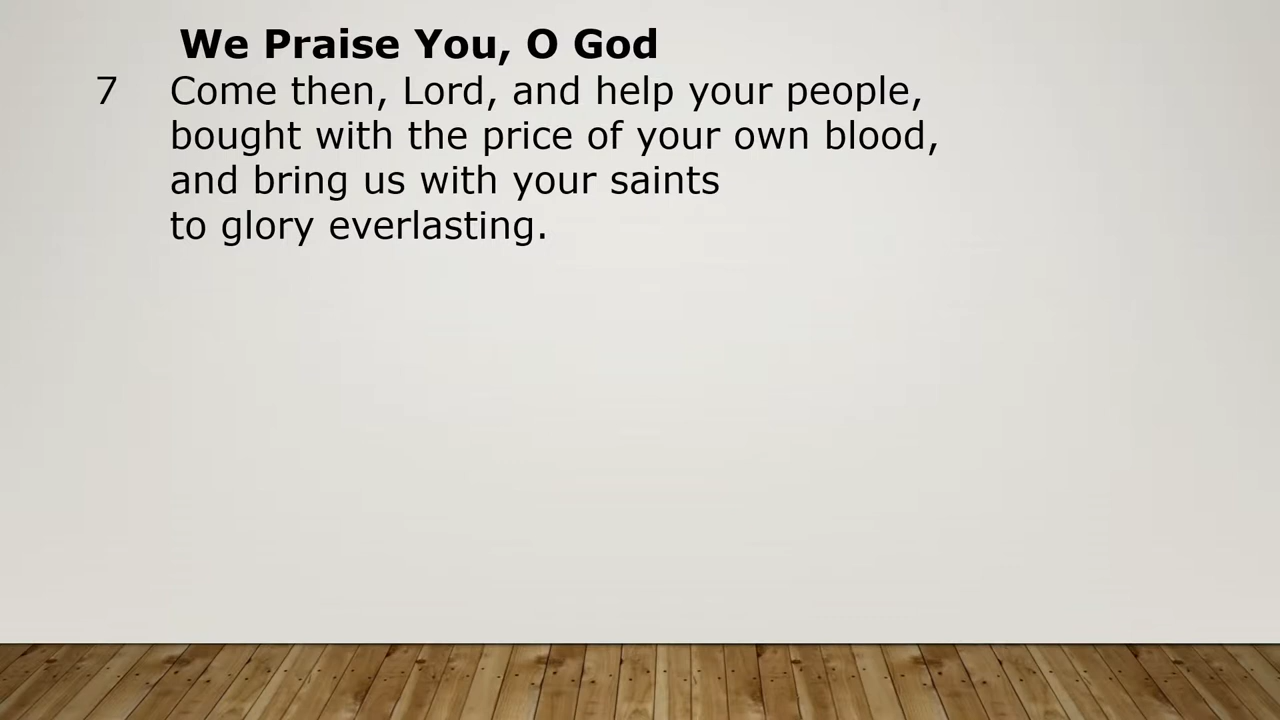 We Praise You, O God
7 Come then, Lord, and help your people,
bought with the price of your own blood,
and bring us with your saints
to glory everlasting.